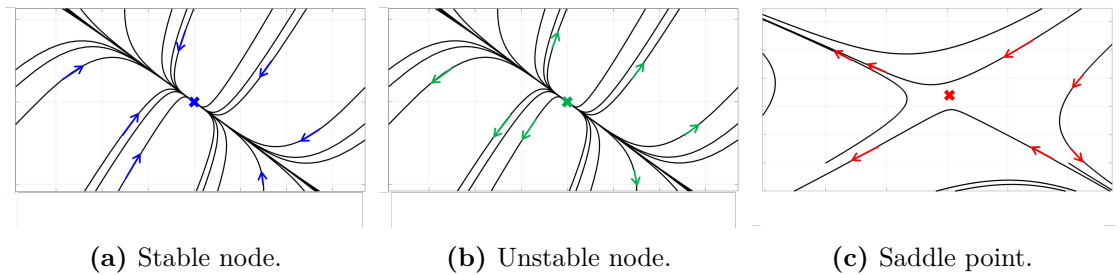 (a) Stable node.
(b) Unstable node.
(c) Saddle point.